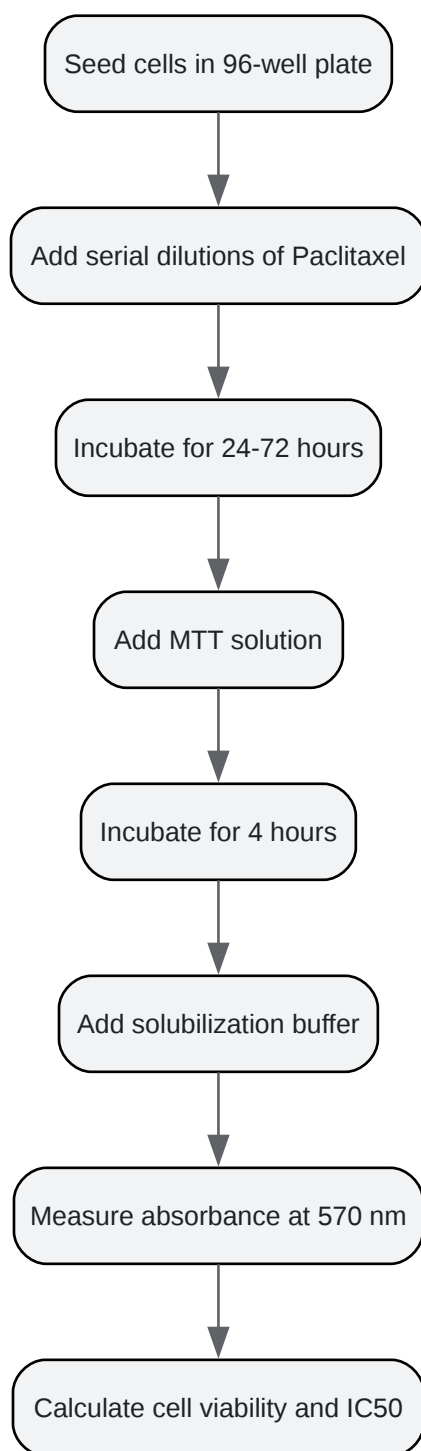 Seed cells in 96-well plate
Add serial dilutions of Paclitaxel
Incubate for 24-72 hours
Add MTT solution
Incubate for 4 hours
Add solubilization buffer
Measure absorbance at 570 nm
Calculate cell viability and IC50